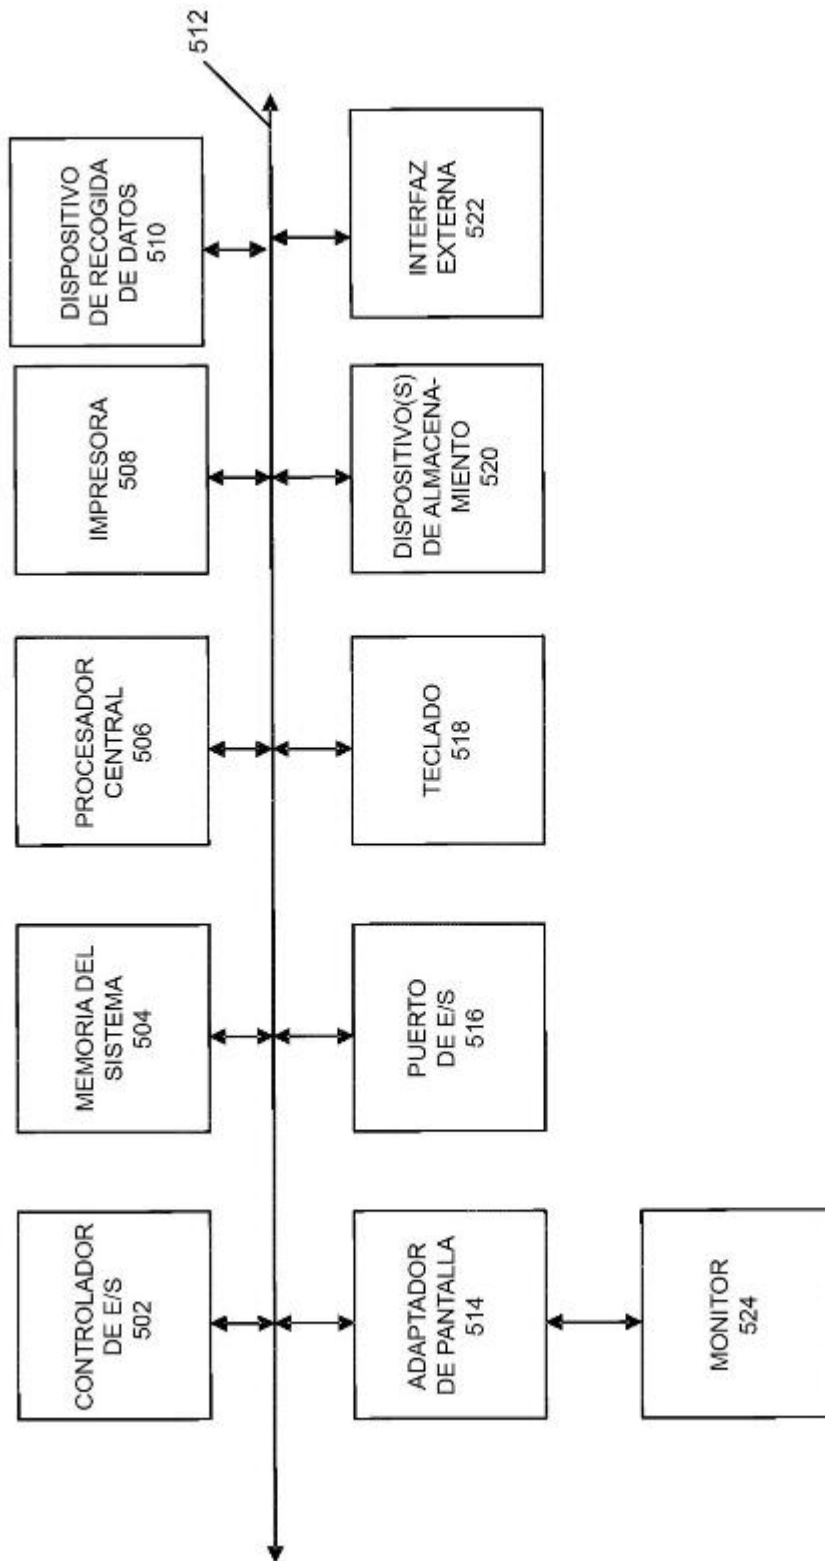 CONTROLADOR
DE E/S
502
MEMORIA DEL
SISTEMA
504
PROCESADOR
CENTRAL
506
IMPRESORA
508
DISPOSITIVO
DE RECOGIDA
DE DATOS
510
512
ADAPTADOR
DE PANTALLA
514
PUERTO
DE E/S
516
TECLADO
518
DISPOSITIVO(S)
DE ALMACENA-
MIENTO
520
INTERFAZ
EXTERNA
522
MONITOR
524